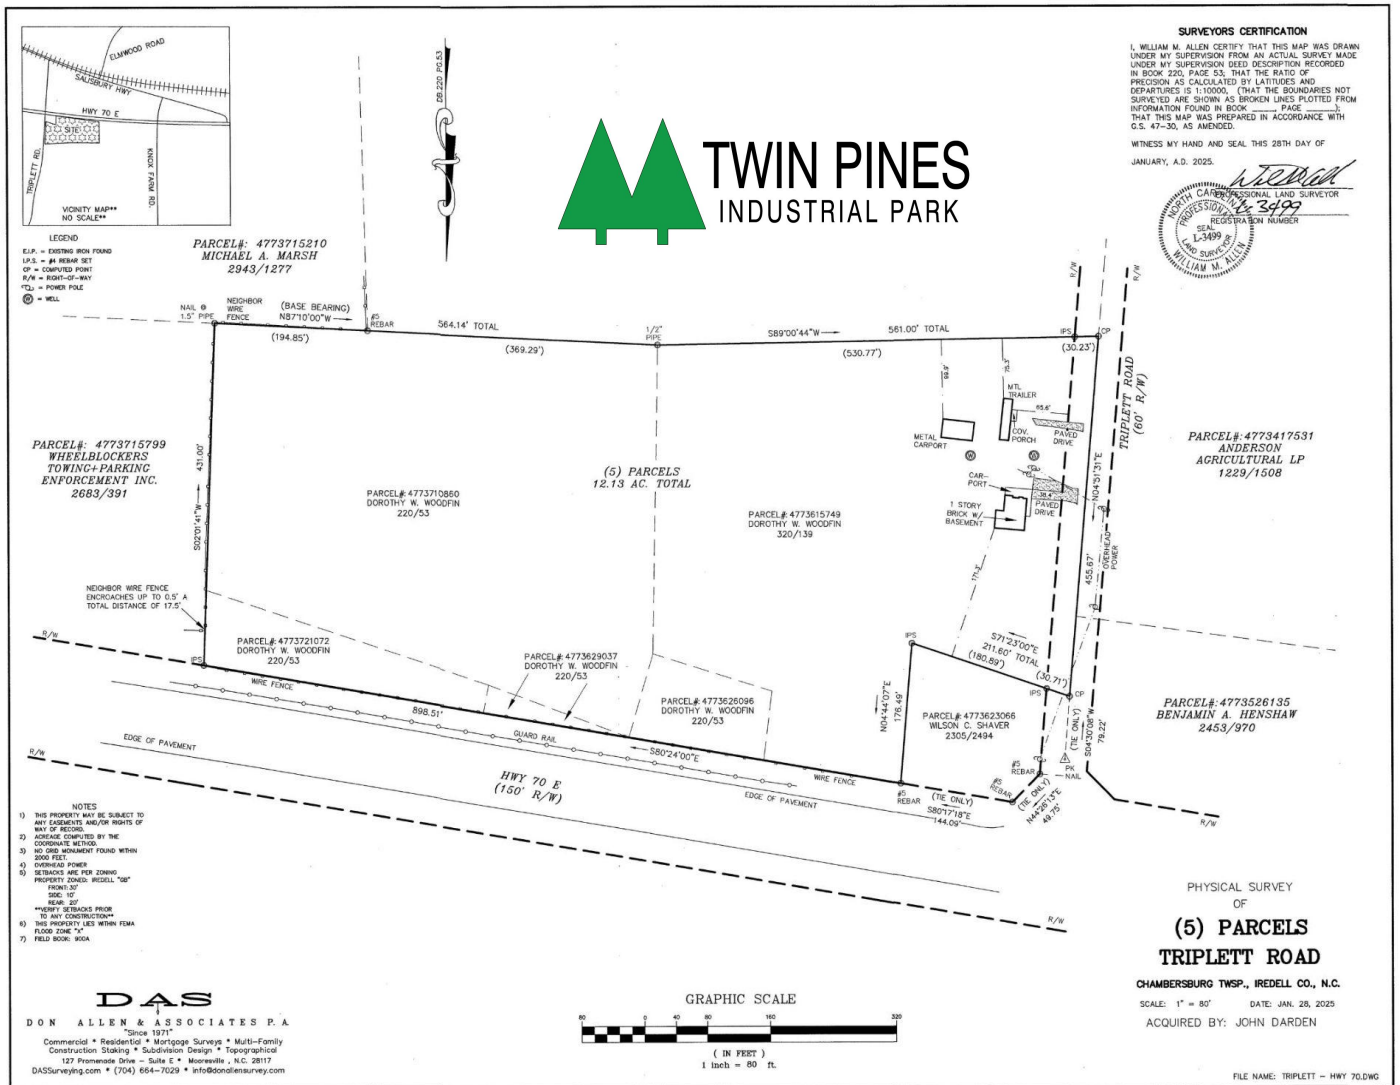 ELMWOOD ROAD
SALISBURY HWY
HWY 70 E
SITE
TRIPLETT RD.
KNOX FARM RD.
VICINITY MAP**
NO SCALE**
LEGEND
E.I.P. = EXISTING IRON FOUND
I.P.S. = #4 REBAR SET
CP = COMPUTED POINT
R/W = RIGHT-OF-WAY
= POWER POLE
W = WELL
DB.220 PG.53
TWIN PINES
INDUSTRIAL PARK
SURVEYORS CERTIFICATION
I, WILLIAM M. ALLEN CERTIFY THAT THIS MAP WAS DRAWN
UNDER MY SUPERVISION FROM AN ACTUAL SURVEY MADE
UNDER MY SUPERVISION DEED DESCRIPTION RECORDED
IN BOOK 220, PAGE 53; THAT THE RATIO OF
PRECISION AS CALCULATED BY LATITUDES AND
DEPARTURES IS 1:10000, (THAT THE BOUNDARIES NOT
SURVEYED ARE SHOWN AS BROKEN LINES PLOTTED FROM
INFORMATION FOUND IN BOOK _____, PAGE ______);
THAT THIS MAP WAS PREPARED IN ACCORDANCE WITH
G.S. 47-30, AS AMENDED.
WITNESS MY HAND AND SEAL THIS 28TH DAY OF
JANUARY, A.D. 2025.
PROFESSIONAL LAND SURVEYOR
L-3499
REGISTRATION NUMBER
NORTH CAROLINA
PROFESSIONAL
SEAL
L-3499
LAND SURVEYOR
WILLIAM M. ALLEN
PARCEL#: 4773715210
MICHAEL A. MARSH
2943/1277
NAIL @
1.5" PIPE
NEIGHBOR
WIRE
FENCE
(BASE BEARING)
N87°10'00"W
(194.85')
#5
REBAR
564.14' TOTAL
(369.29')
1/2"
PIPE
S89°00'44"W
561.00' TOTAL
(530.77')
IPS
CP
(30.23')
R/W
R/W
TRIPLETT ROAD
(60' R/W)
99.9'
75.3'
MTL
TRAILER
65.6'
METAL
CARPORT
COV.
PORCH
PAVED
DRIVE
W
W
CAR-
PORT
38.4'
PAVED
DRIVE
1 STORY
BRICK W/
BASEMENT
171.3'
N04°51'31"E
455.67'
OVERHEAD
POWER
PARCEL#: 4773715799
WHEELBLOCKERS
TOWING+PARKING
ENFORCEMENT INC.
2683/391
S02°01'41"W
431.00'
(5) PARCELS
12.13 AC. TOTAL
PARCEL#: 4773710860
DOROTHY W. WOODFIN
220/53
PARCEL#: 4773615749
DOROTHY W. WOODFIN
320/139
PARCEL#:4773417531
ANDERSON
AGRICULTURAL LP
1229/1508
NEIGHBOR WIRE FENCE
ENCROACHES UP TO 0.5' A
TOTAL DISTANCE OF 17.5'
R/W
IPS
PARCEL#: 4773721072
DOROTHY W. WOODFIN
220/53
PARCEL#: 4773629037
DOROTHY W. WOODFIN
220/53
PARCEL#: 4773626096
DOROTHY W. WOODFIN
220/53
IPS
S71°23'00"E
211.60' TOTAL
(180.89')
(30.71')
IPS
CP
N04°44'07"E
176.49'
PARCEL#: 4773623066
WILSON C. SHAVER
2305/2494
PARCEL#: 4773526135
BENJAMIN A. HENSHAW
2453/970
(TIE ONLY)
S04°30'08"W
79.22'
WIRE FENCE
898.51'
GUARD RAIL
S80°24'00"E
WIRE FENCE
EDGE OF PAVEMENT
EDGE OF PAVEMENT
R/W
HWY 70 E
(150' R/W)
#5
REBAR
(TIE ONLY)
S80°17'18"E
144.09'
#5
REBAR
#5
REBAR
PK
NAIL
(TIE ONLY)
N44°26'13"E
49.75'
R/W
R/W
NOTES
1) THIS PROPERTY MAY BE SUBJECT TO
ANY EASEMENTS AND/OR RIGHTS OF
WAY OF RECORD.
2) ACREAGE COMPUTED BY THE
COORDINATE METHOD.
3) NO GRID MONUMENT FOUND WITHIN
2000 FEET.
4) OVERHEAD POWER
5) SETBACKS ARE PER ZONING
PROPERTY ZONED: IREDELL "GB"
FRONT:30'
SIDE: 10'
REAR: 20'
**VERIFY SETBACKS PRIOR
TO ANY CONSTRUCTION**
6) THIS PROPERTY LIES WITHIN FEMA
FLOOD ZONE "X"
7) FIELD BOOK: 900A
DAS
DON ALLEN & ASSOCIATES P.A.
"Since 1971"
Commercial * Residential * Mortgage Surveys * Multi-Family
Construction Staking * Subdivision Design * Topographical
127 Promenade Drive - Suite E * Mooresville , N.C. 28117
DASSurveying.com * (704) 664-7029 * info@donallensurvey.com
GRAPHIC SCALE
80 0 40 80 160 320
( IN FEET )
1 inch = 80 ft.
PHYSICAL SURVEY
OF
(5) PARCELS
TRIPLETT ROAD
CHAMBERSBURG TWSP., IREDELL CO., N.C.
SCALE: 1" = 80' DATE: JAN. 28, 2025
ACQUIRED BY: JOHN DARDEN
FILE NAME: TRIPLETT - HWY 70.DWG